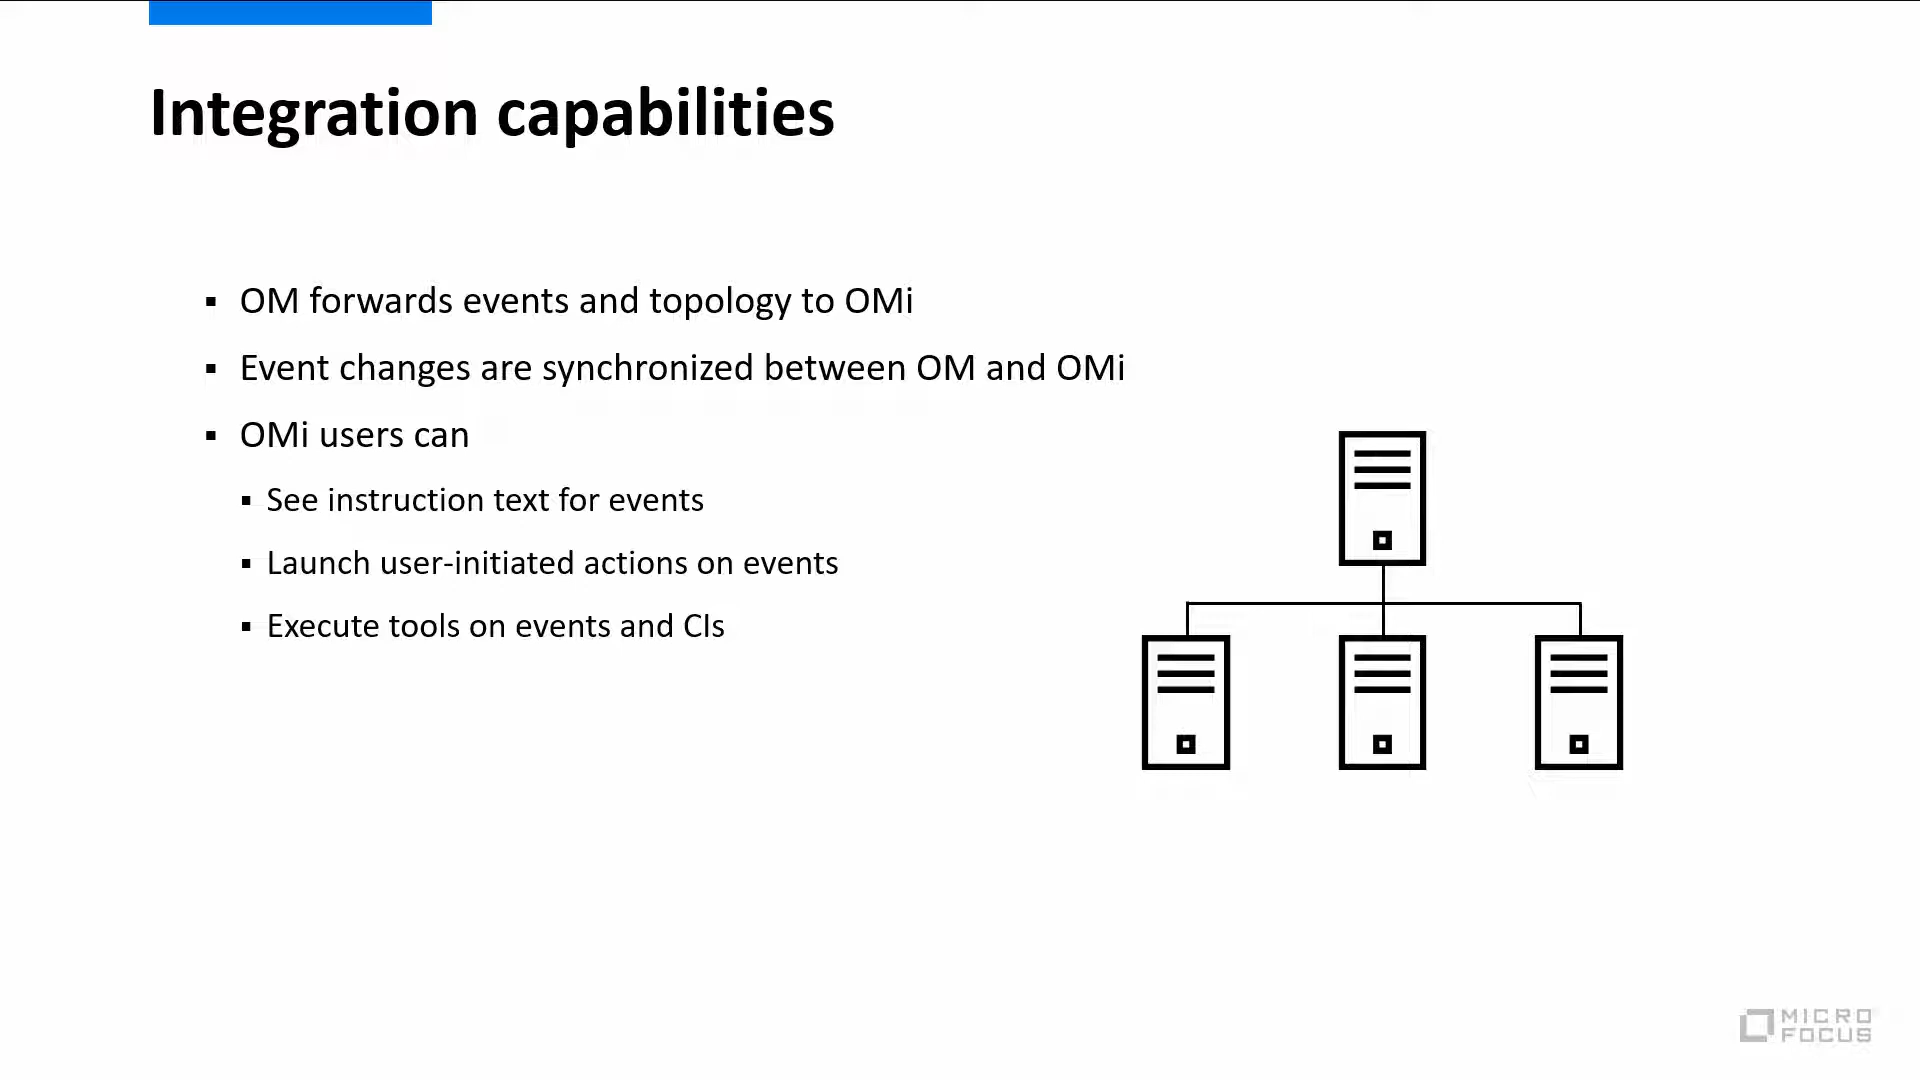 Integration capabilities
▪ OM forwards events and topology to OMi
▪ Event changes are synchronized between OM and OMi
▪ OMi users can
▪ See instruction text for events
▪ Launch user-initiated actions on events
▪ Execute tools on events and CIs
MICRO
FOCUS